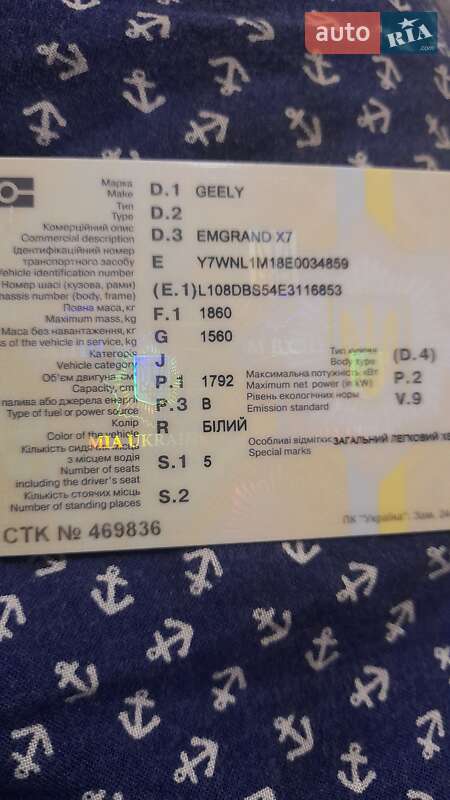 auto RIA .com
Марка
Make D.1 GEELY
Тип
Type D.2
Комерційний опис
Commercial description D.3 EMGRAND X7
Ідентифікаційний номер
транспортного засобу E Y7WNL1M18E0034859
Vehicle identification number
Номер шасі (кузова, рами) (E.1) L108DBS54E3116853
chassis number (body, frame)
Повна маса, кг F.1 1860
Maximum mass, kg
Маса без навантаження, кг G 1560
s of the vehicle in service, kg
Категорія J
Vehicle category
Об'єм двигуна, см P.1 1792
Capacity, cm
палива або джерела енергії P.3 B
Type of fuel or power source
Колір R БІЛИЙ
Color of the vehicle
Кількість сидячих місць
з місцем водія S.1 5
Number of seats
including the driver's seat
Кількість стоячих місць S.2
Number of standing places
Тип кузова (D.4)
Body type
Максимальна потужність, кВт P.2
Maximum net power (in kW)
Рівень екологічних норм V.9
Emission standard
Особливі відмітки: ЗАГАЛЬНИЙ ЛЕГКОВИЙ ХЕ
Special marks
MIA UKRAINE
СТК № 469836
ПК "Україна". Зам. 24